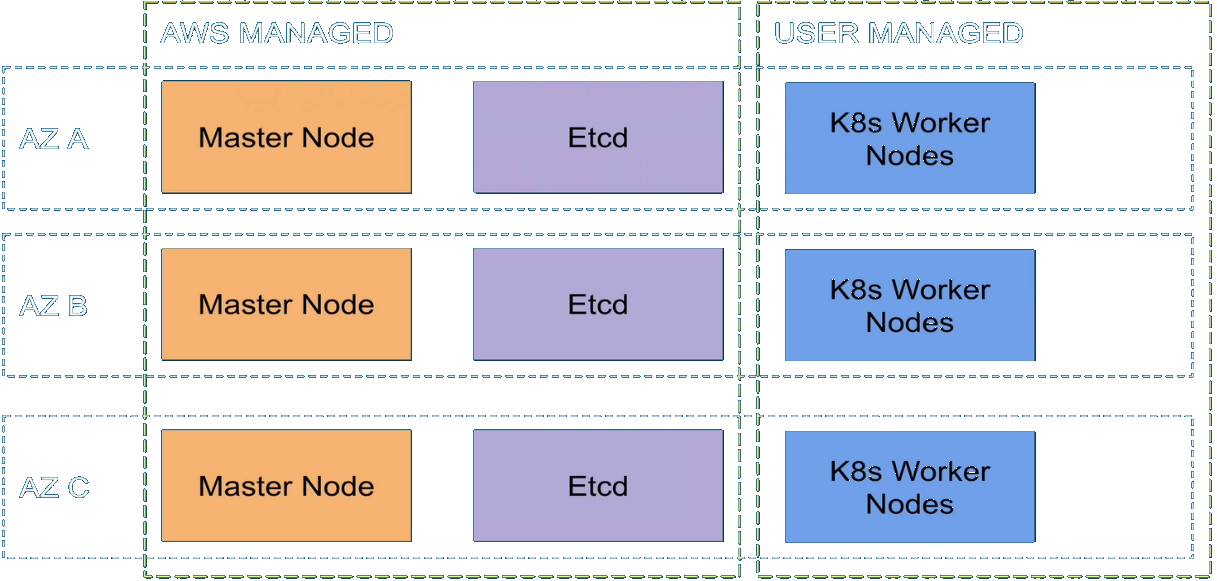 AWS MANAGED
USER MANAGED
AZ A
Master Node
Etcd
K8s Worker
Nodes
AZ B
Master Node
Etcd
K8s Worker
Nodes
AZ C
Master Node
Etcd
K8s Worker
Nodes